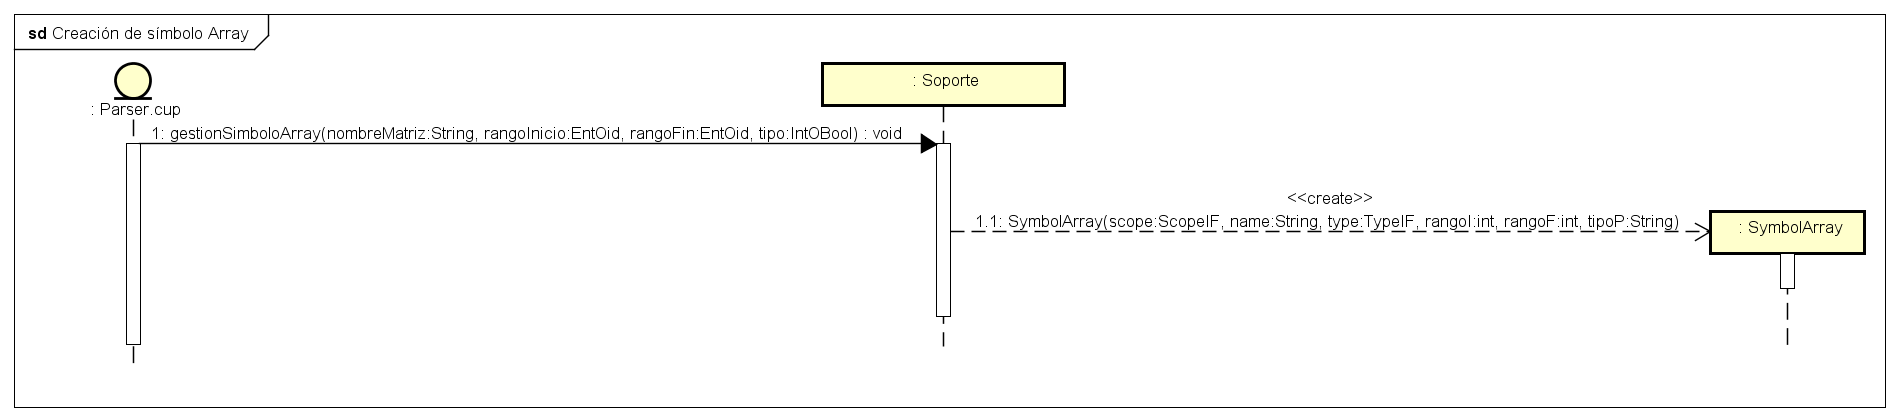 sd Creación de símbolo Array
: Parser.cup
: Soporte
1: gestionSimboloArray(nombreMatriz:String, rangoInicio:EntOid, rangoFin:EntOid, tipo:IntOBool) : void
<<create>>
1.1: SymbolArray(scope:ScopeIF, name:String, type:TypeIF, rangoI:int, rangoF:int, tipoP:String)
: SymbolArray